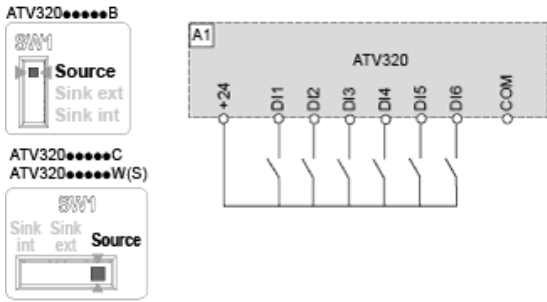 ATV320●●●●●B
SW1
Source
Sink ext
Sink int
ATV320●●●●●C
ATV320●●●●●W(S)
SW1
Sink int
Sink ext
Source
A1
ATV320
+24
DI1
DI2
DI3
DI4
DI5
DI6
COM